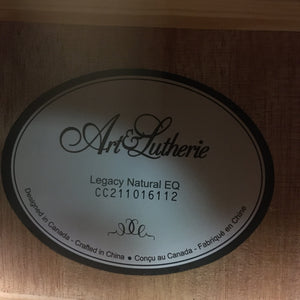 Art & Lutherie
Legacy Natural EQ
CC211016112
Designed in Canada - Crafted in China • Conçu au Canada - Fabriqué en Chine